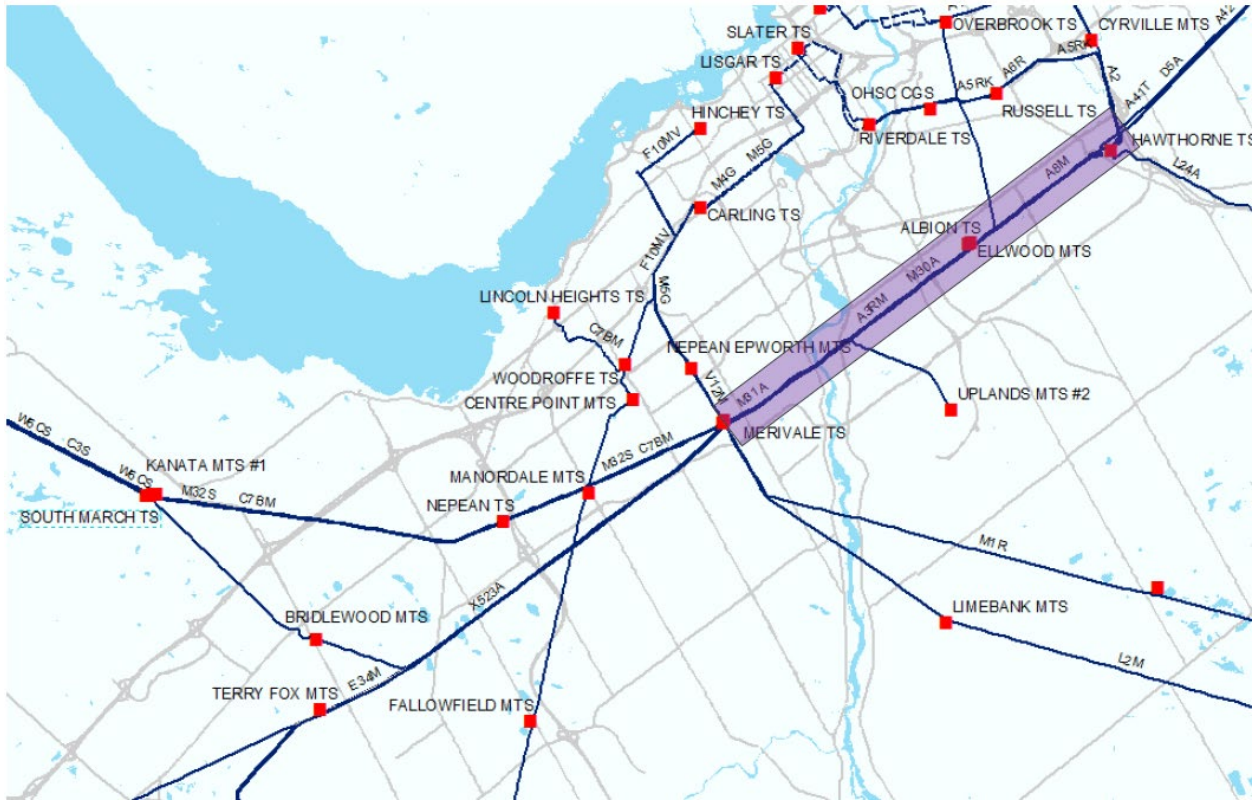 SLATER TS
OVERBROOK TS
CYRVILLE MTS
LISGAR TS
A5RK
A6R
A5RK
A2
D5A
A41T
OHSC CGS
RUSSELL TS
HINCHEY TS
RIVERDALE TS
HAWTHORNE TS
F10MV
M4G
M5G
A8M
L24A
CARLING TS
ALBION TS
ELLWOOD MTS
F10MV
M30A
M5G
LINCOLN HEIGHTS TS
A3RM
C7BM
NEPEAN EPWORTH MTS
WOODROFFE TS
V12M
M31A
UPLANDS MTS #2
CENTRE POINT MTS
MERIVALE TS
W6CS
C3S
W6CS
KANATA MTS #1
M32S
C7BM
M32S
C7BM
MANORDALE MTS
NEPEAN TS
SOUTH MARCH TS
M1R
X523A
BRIDLEWOOD MTS
LIMEBANK MTS
L2M
E34M
TERRY FOX MTS
FALLOWFIELD MTS